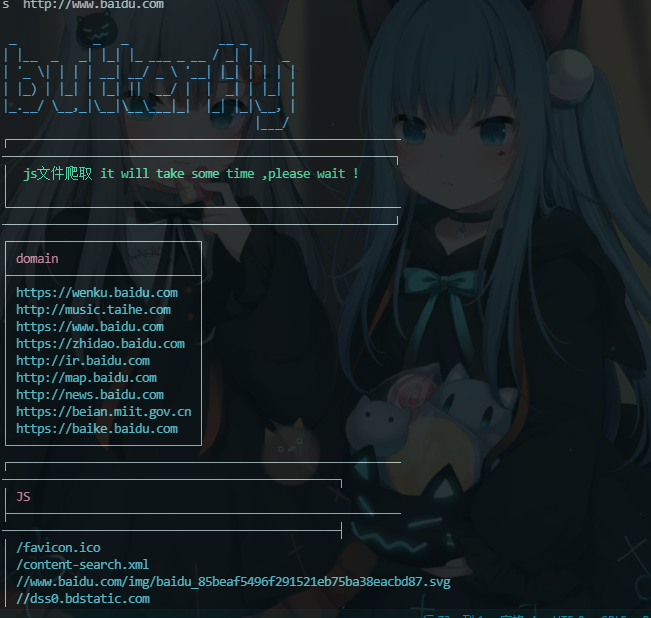 s http://www.baidu.com
butterfly
js文件爬取 it will take some time ,please wait !
domain
https://wenku.baidu.com
http://music.taihe.com
https://www.baidu.com
https://zhidao.baidu.com
http://ir.baidu.com
http://map.baidu.com
http://news.baidu.com
https://beian.miit.gov.cn
https://baike.baidu.com
JS
/favicon.ico
/content-search.xml
//www.baidu.com/img/baidu_85beaf5496f291521eb75ba38eacbd87.svg
//dss0.bdstatic.com